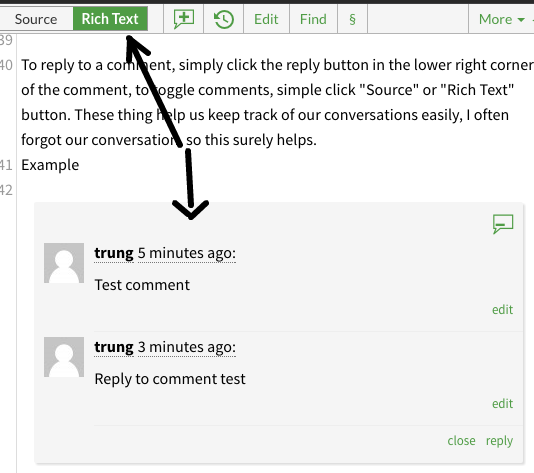 Source Rich Text Edit Find § More
39
40 To reply to a comment, simply click the reply button in the lower right corner
of the comment, to toggle comments, simple click "Source" or "Rich Text"
button. These thing help us keep track of our conversations easily, I often
forgot our conversation, so this surely helps.
41 Example
42
trung 5 minutes ago:
Test comment
edit
trung 3 minutes ago:
Reply to comment test
edit
close reply